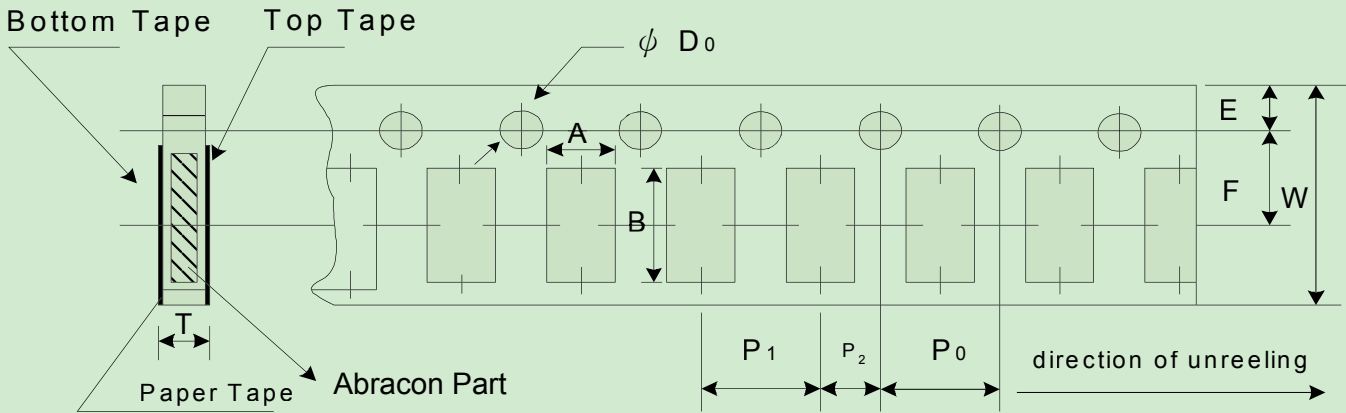 Bottom Tape
Top Tape
ϕ D0
A
B
E
F
W
T
P1
P2
P0
direction of unreeling
Paper Tape
Abracon Part